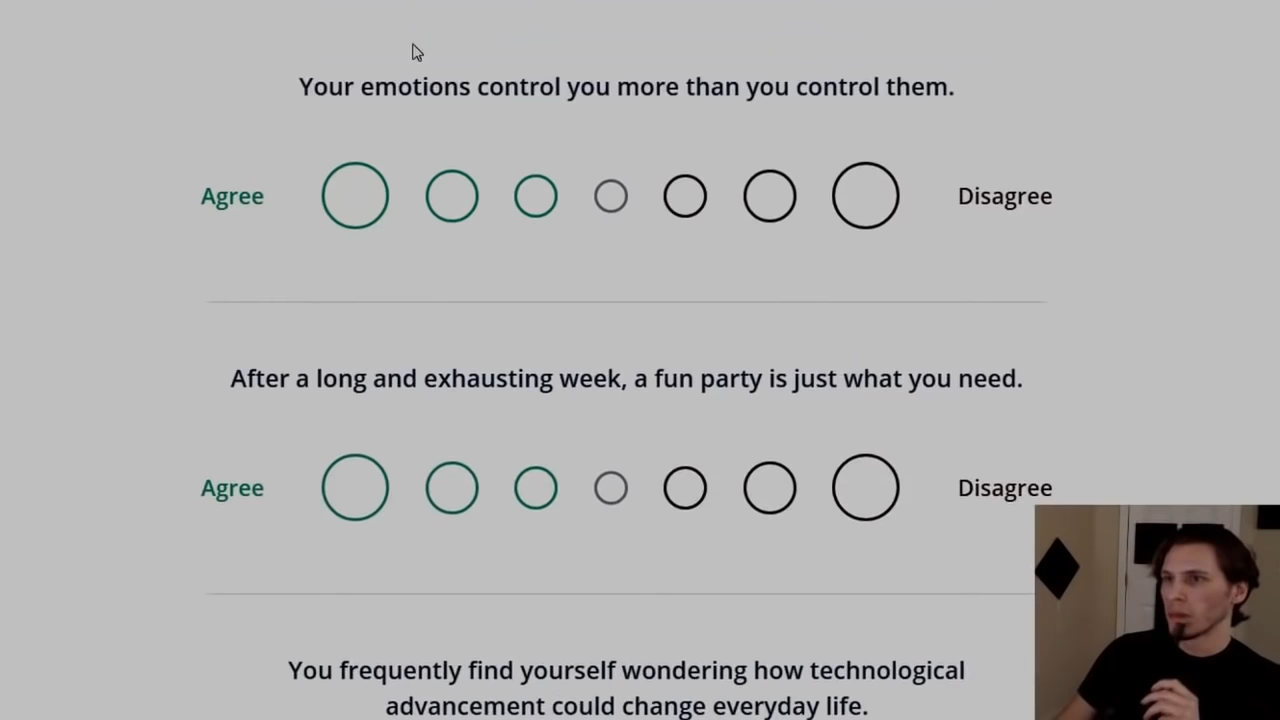 Your emotions control you more than you control them.
Agree Disagree
After a long and exhausting week, a fun party is just what you need.
Agree Disagree
You frequently find yourself wondering how technological
advancement could change everyday life.